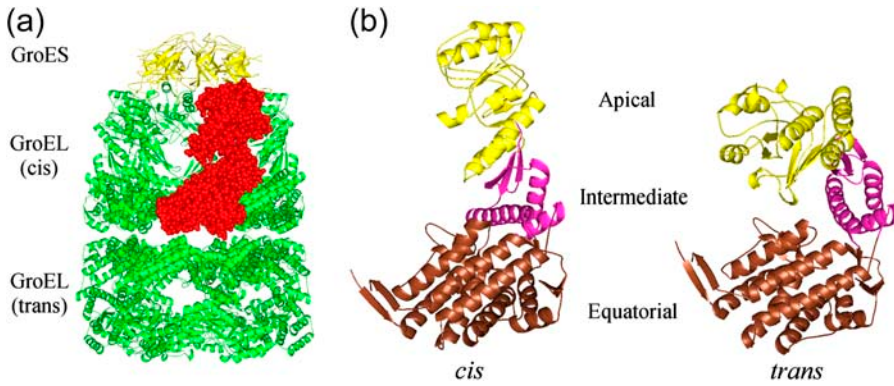 (a)
GroES
GroEL
(cis)
GroEL
(trans)
(b)
Apical
Intermediate
Equatorial
cis
trans